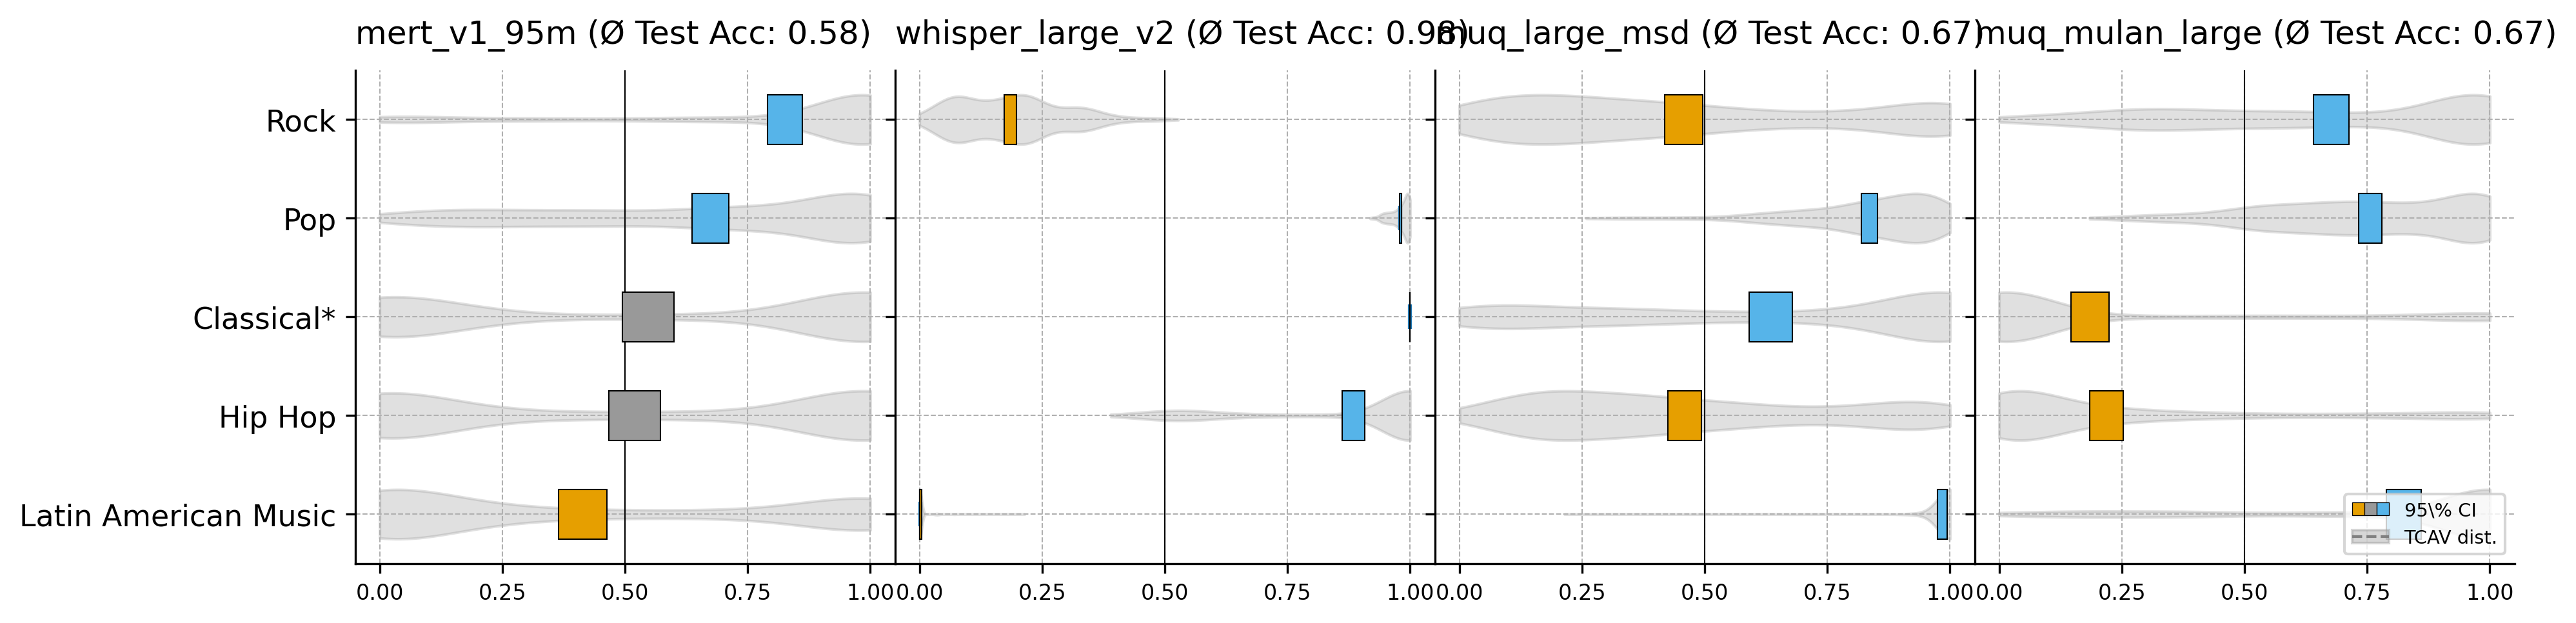 mert_v1_95m (Ø Test Acc: 0.58)
whisper_large_v2 (Ø Test Acc: 0.98)
muq_large_msd (Ø Test Acc: 0.67)
muq_mulan_large (Ø Test Acc: 0.67)
Rock
Pop
Classical*
Hip Hop
Latin American Music
95\% CI
TCAV dist.
0.00 0.25 0.50 0.75 1.00
0.00 0.25 0.50 0.75 1.00
0.00 0.25 0.50 0.75 1.00
0.00 0.25 0.50 0.75 1.00